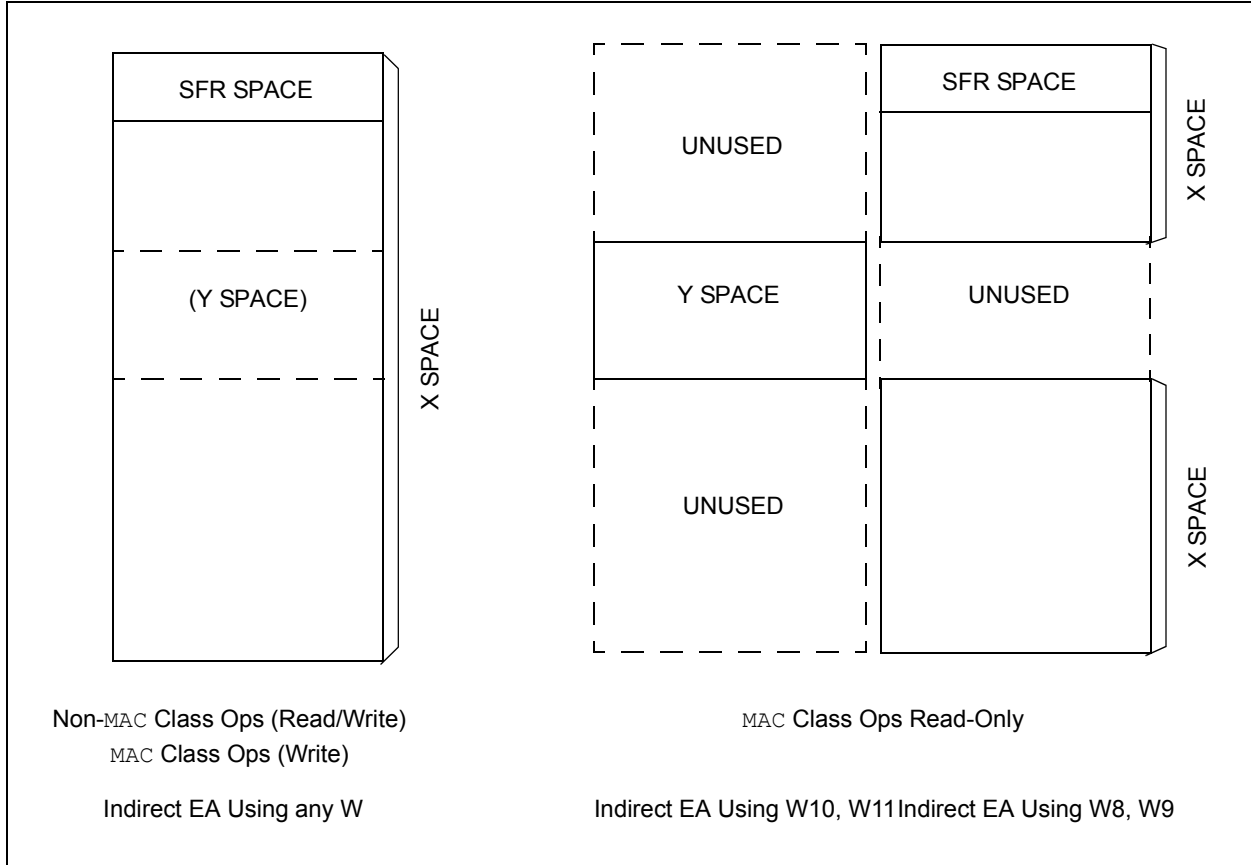 SFR SPACE
(Y SPACE)
X SPACE
Non-MAC Class Ops (Read/Write)
MAC Class Ops (Write)
Indirect EA Using any W
UNUSED
Y SPACE
UNUSED
SFR SPACE
UNUSED
X SPACE
X SPACE
MAC Class Ops Read-Only
Indirect EA Using W10, W11Indirect EA Using W8, W9